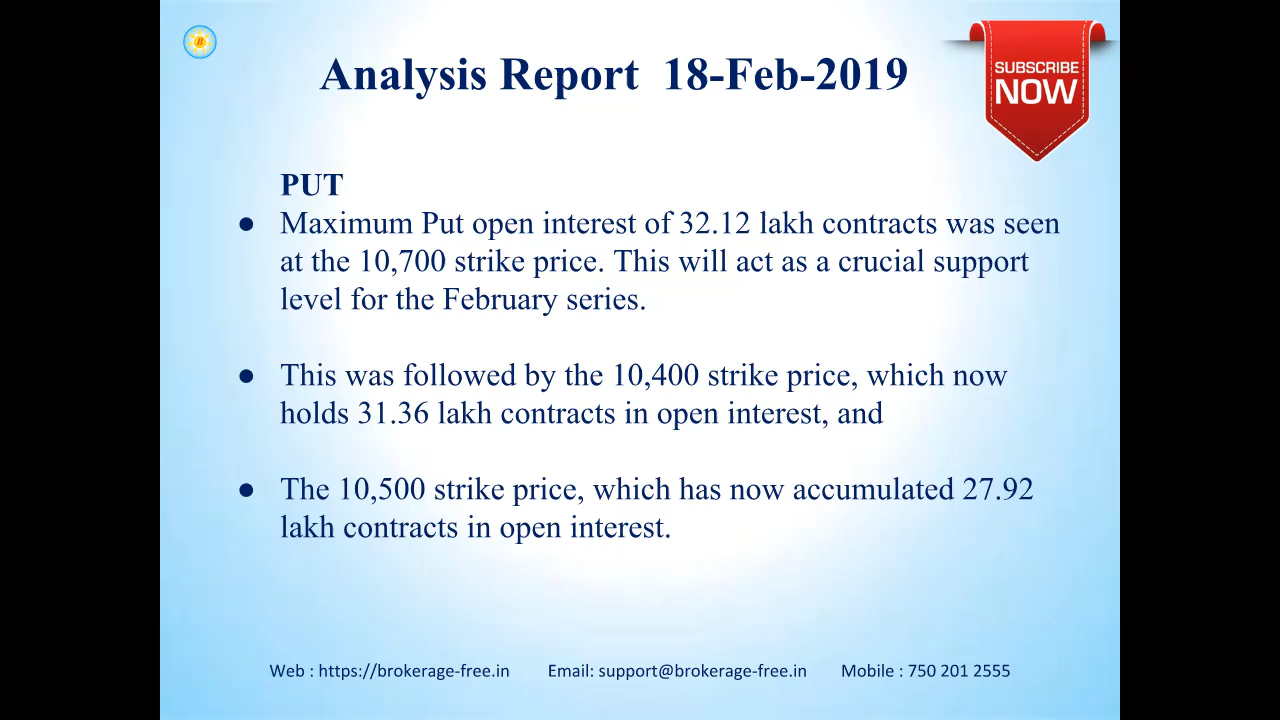 Analysis Report 18-Feb-2019
SUBSCRIBE
NOW
PUT
● Maximum Put open interest of 32.12 lakh contracts was seen
at the 10,700 strike price. This will act as a crucial support
level for the February series.
● This was followed by the 10,400 strike price, which now
holds 31.36 lakh contracts in open interest, and
● The 10,500 strike price, which has now accumulated 27.92
lakh contracts in open interest.
Web : https://brokerage-free.in Email: support@brokerage-free.in Mobile : 750 201 2555